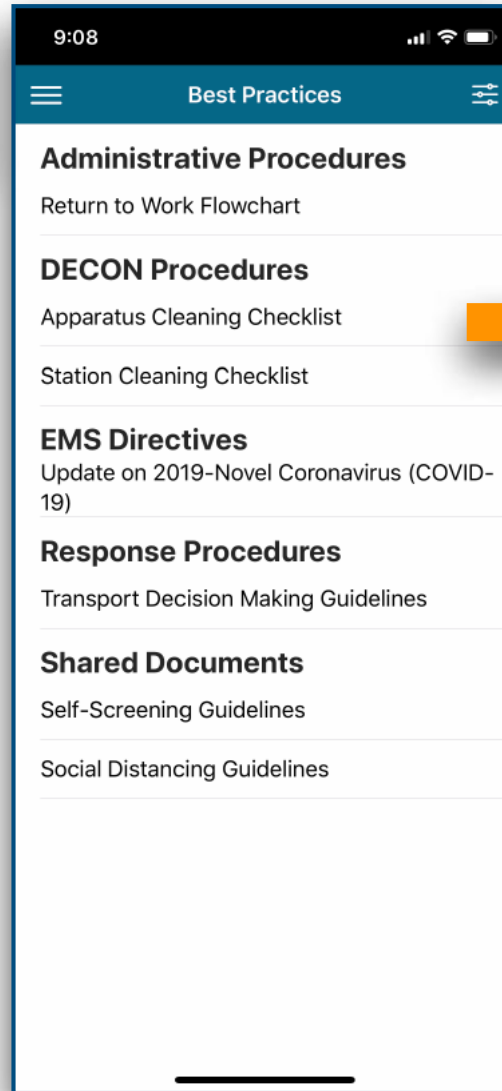 9:08
Best Practices
Administrative Procedures
Return to Work Flowchart
DECON Procedures
Apparatus Cleaning Checklist
Station Cleaning Checklist
EMS Directives
Update on 2019-Novel Coronavirus (COVID-
19)
Response Procedures
Transport Decision Making Guidelines
Shared Documents
Self-Screening Guidelines
Social Distancing Guidelines